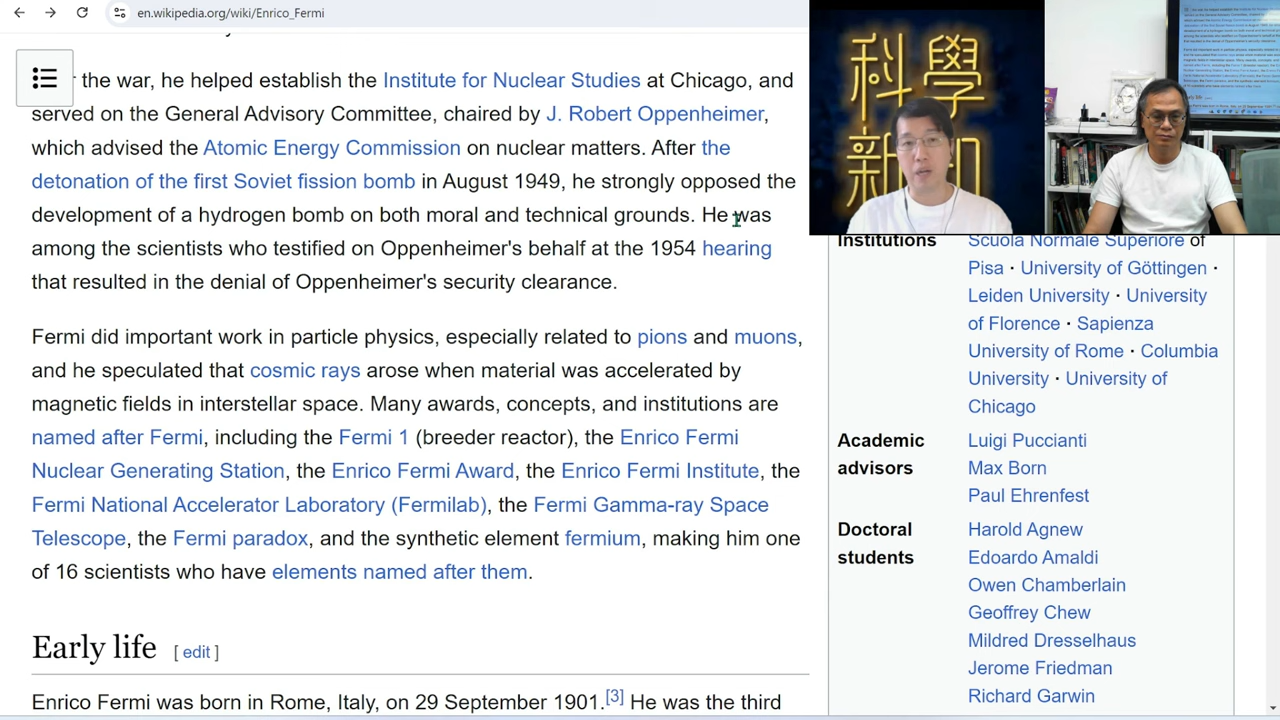 en.wikipedia.org/wiki/Enrico_Fermi
the war, he helped establish the Institute for Nuclear Studies at Chicago, and
served on the General Advisory Committee, chaired Robert Oppenheimer,
which advised the Atomic Energy Commission on nuclear matters. After the
detonation of the first Soviet fission bomb in August 1949, he strongly opposed the
development of a hydrogen bomb on both moral and technical grounds. He was
among the scientists who testified on Oppenheimer's behalf at the 1954 hearing
that resulted in the denial of Oppenheimer's security clearance.
Fermi did important work in particle physics, especially related to pions and muons,
and he speculated that cosmic rays arose when material was accelerated by
magnetic fields in interstellar space. Many awards, concepts, and institutions are
named after Fermi, including the Fermi 1 (breeder reactor), the Enrico Fermi
Nuclear Generating Station, the Enrico Fermi Award, the Enrico Fermi Institute, the
Fermi National Accelerator Laboratory (Fermilab), the Fermi Gamma-ray Space
Telescope, the Fermi paradox, and the synthetic element fermium, making him one
of 16 scientists who have elements named after them.
Early life [ edit ]
Enrico Fermi was born in Rome, Italy, on 29 September 1901.[3] He was the third
科學
新知
Institutions
Scuola Normale Superiore of
Pisa · University of Göttingen ·
Leiden University · University
of Florence · Sapienza
University of Rome · Columbia
University · University of
Chicago
Academic
advisors
Luigi Puccianti
Max Born
Paul Ehrenfest
Doctoral
students
Harold Agnew
Edoardo Amaldi
Owen Chamberlain
Geoffrey Chew
Mildred Dresselhaus
Jerome Friedman
Richard Garwin